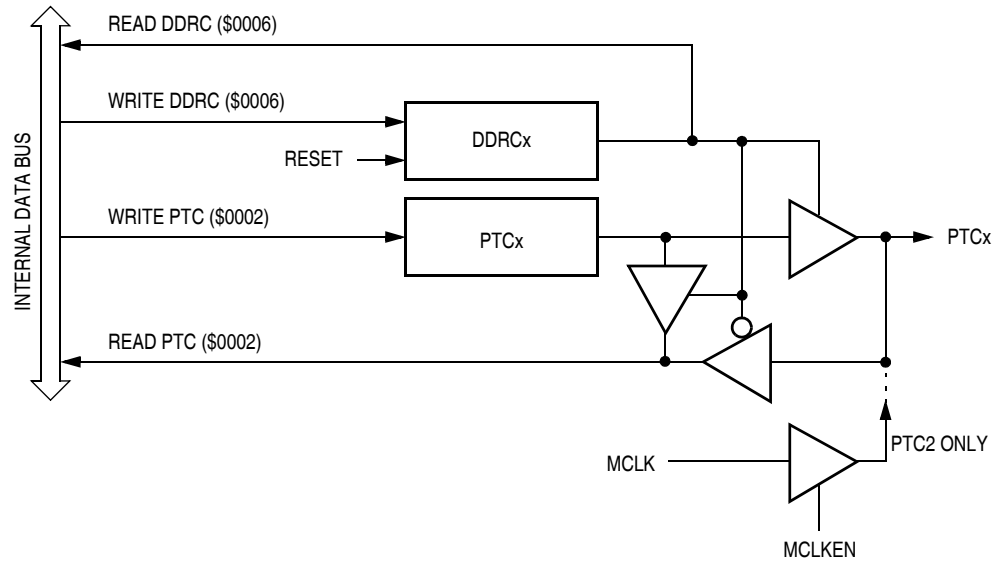 READ DDRC ($0006)
WRITE DDRC ($0006)
DDRCx
RESET
INTERNAL DATA BUS
WRITE PTC ($0002)
PTCx
PTCx
READ PTC ($0002)
PTC2 ONLY
MCLK
MCLKEN